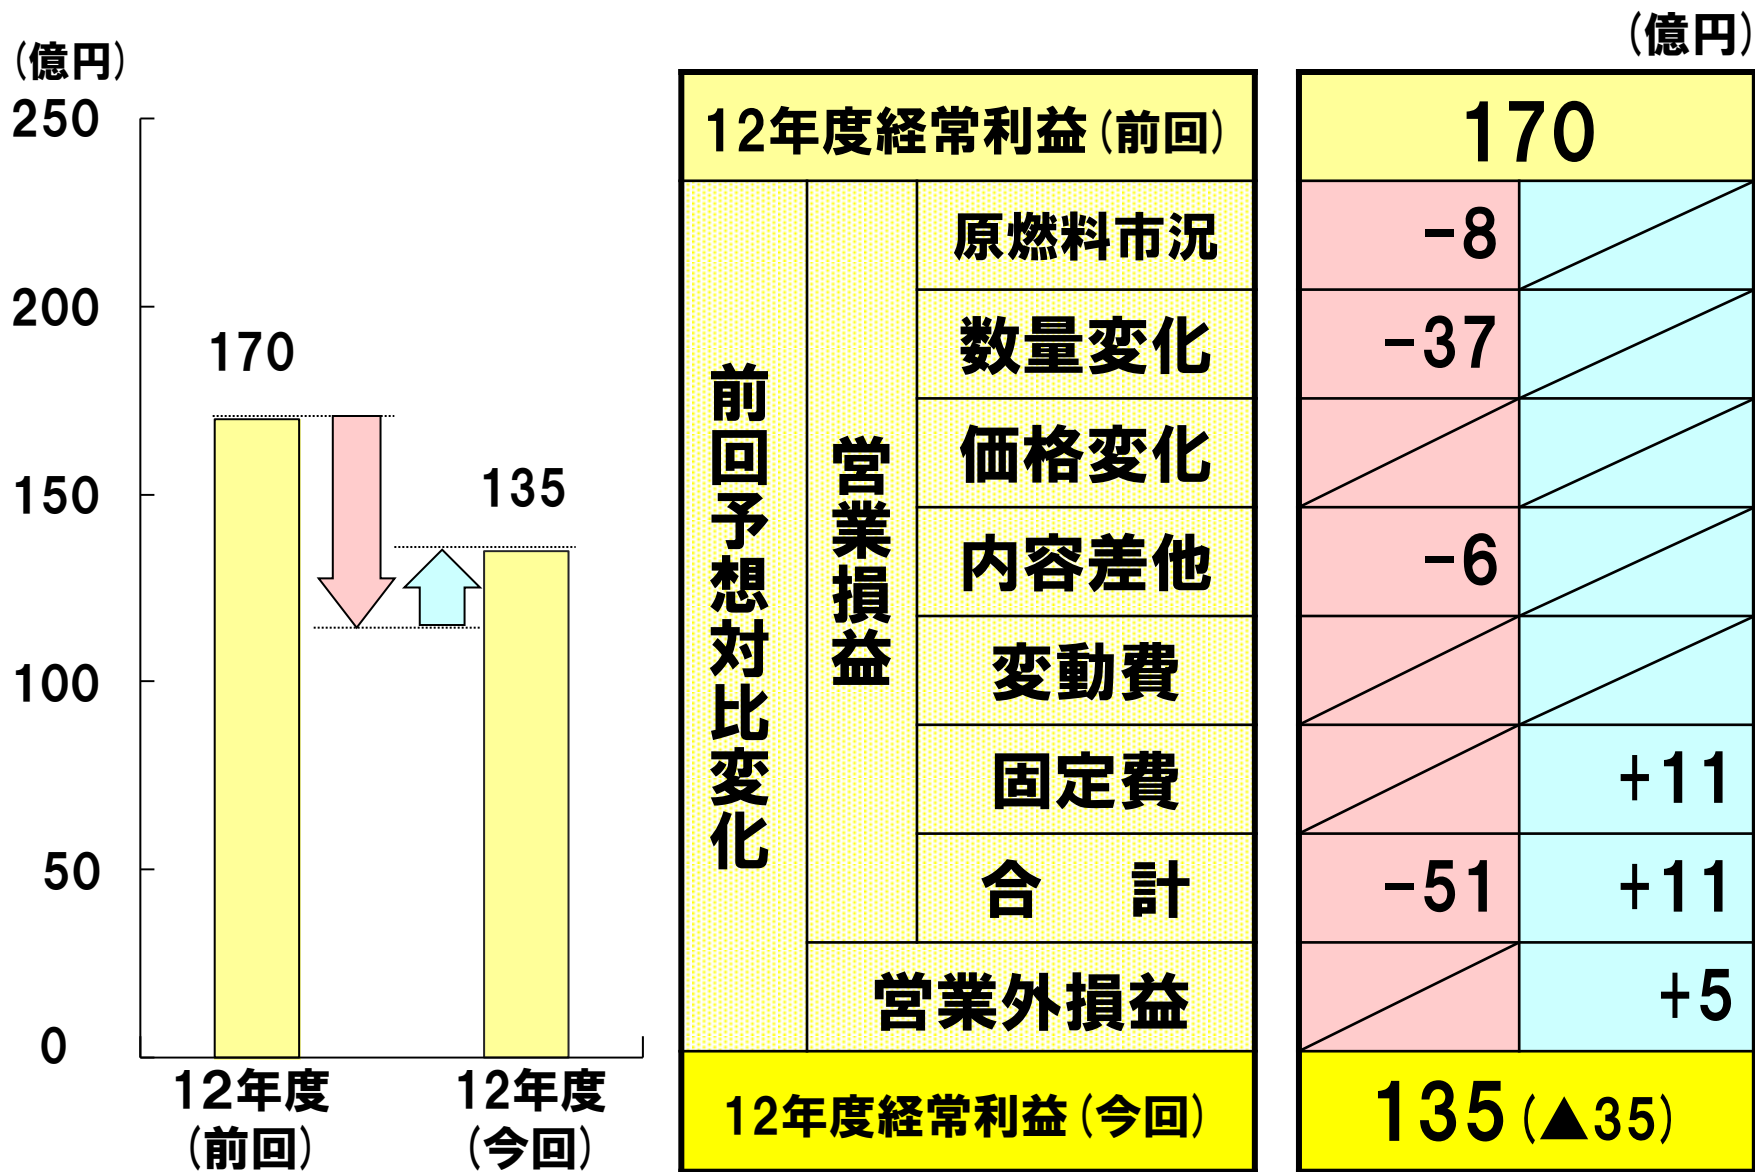 (億円)
250
200
150
100
50
0
170
135
12年度
(前回)
12年度
(今回)
(億円)
12年度経常利益(前回)
170
前回予想対比変化
営業損益
原燃料市況
-8
数量変化
-37
価格変化
内容差他
-6
変動費
固定費
+11
合 計
-51
+11
営業外損益
+5
12年度経常利益(今回)
135(▲35)